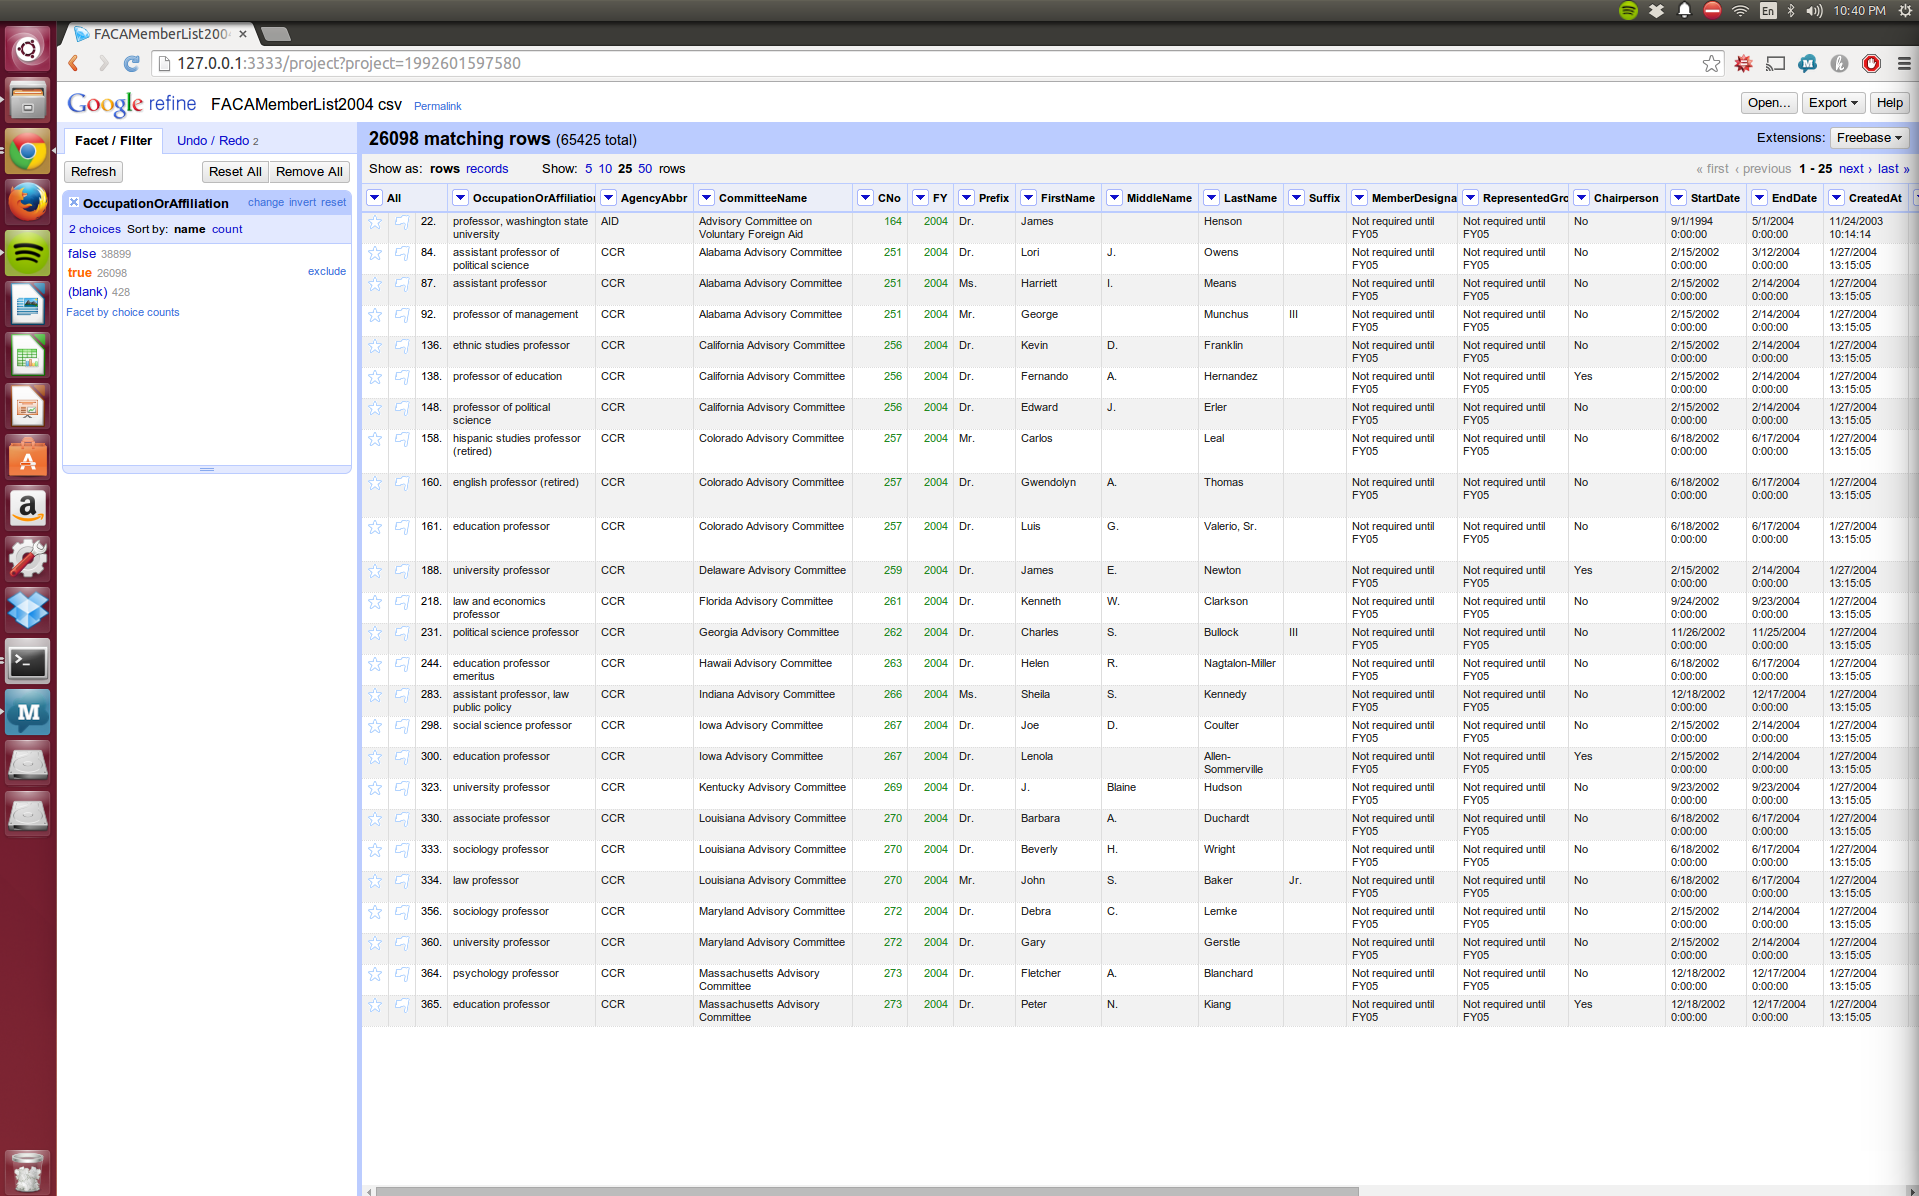 En 10:40 PM
FACAMemberList2004
127.0.0.1:3333/project?project=1992601597580
Google refine FACAMemberList2004 csv Permalink
Open... Export Help
Facet / Filter Undo / Redo 2
Refresh Reset All Remove All
OccupationOrAffiliation change invert reset
2 choices Sort by: name count
false 38899
true 26098 exclude
(blank) 428
Facet by choice counts
26098 matching rows (65425 total)
Extensions: Freebase
Show as: rows records Show: 5 10 25 50 rows
« first ‹ previous 1 - 25 next › last »
All OccupationOrAffiliation AgencyAbbr CommitteeName CNo FY Prefix FirstName MiddleName LastName Suffix MemberDesigna RepresentedGro Chairperson StartDate EndDate CreatedAt
22. professor, washington state university AID Advisory Committee on Voluntary Foreign Aid 164 2004 Dr. James Henson Not required until FY05 Not required until FY05 No 9/1/1994 0:00:00 5/1/2004 0:00:00 11/24/2003 10:14:14
84. assistant professor of political science CCR Alabama Advisory Committee 251 2004 Dr. Lori J. Owens Not required until FY05 Not required until FY05 No 2/15/2002 0:00:00 3/12/2004 0:00:00 1/27/2004 13:15:05
87. assistant professor CCR Alabama Advisory Committee 251 2004 Ms. Harriett I. Means Not required until FY05 Not required until FY05 No 2/15/2002 0:00:00 2/14/2004 0:00:00 1/27/2004 13:15:05
92. professor of management CCR Alabama Advisory Committee 251 2004 Mr. George Munchus III Not required until FY05 Not required until FY05 No 2/15/2002 0:00:00 2/14/2004 0:00:00 1/27/2004 13:15:05
136. ethnic studies professor CCR California Advisory Committee 256 2004 Dr. Kevin D. Franklin Not required until FY05 Not required until FY05 No 2/15/2002 0:00:00 2/14/2004 0:00:00 1/27/2004 13:15:05
138. professor of education CCR California Advisory Committee 256 2004 Dr. Fernando A. Hernandez Not required until FY05 Not required until FY05 Yes 2/15/2002 0:00:00 2/14/2004 0:00:00 1/27/2004 13:15:05
148. professor of political science CCR California Advisory Committee 256 2004 Dr. Edward J. Erler Not required until FY05 Not required until FY05 No 2/15/2002 0:00:00 2/14/2004 0:00:00 1/27/2004 13:15:05
158. hispanic studies professor (retired) CCR Colorado Advisory Committee 257 2004 Mr. Carlos Leal Not required until FY05 Not required until FY05 No 6/18/2002 0:00:00 6/17/2004 0:00:00 1/27/2004 13:15:05
160. english professor (retired) CCR Colorado Advisory Committee 257 2004 Dr. Gwendolyn A. Thomas Not required until FY05 Not required until FY05 No 6/18/2002 0:00:00 6/17/2004 0:00:00 1/27/2004 13:15:05
161. education professor CCR Colorado Advisory Committee 257 2004 Dr. Luis G. Valerio, Sr. Not required until FY05 Not required until FY05 No 6/18/2002 0:00:00 6/17/2004 0:00:00 1/27/2004 13:15:05
188. university professor CCR Delaware Advisory Committee 259 2004 Dr. James E. Newton Not required until FY05 Not required until FY05 Yes 2/15/2002 0:00:00 2/14/2004 0:00:00 1/27/2004 13:15:05
218. law and economics professor CCR Florida Advisory Committee 261 2004 Dr. Kenneth W. Clarkson Not required until FY05 Not required until FY05 No 9/24/2002 0:00:00 9/23/2004 0:00:00 1/27/2004 13:15:05
231. political science professor CCR Georgia Advisory Committee 262 2004 Dr. Charles S. Bullock III Not required until FY05 Not required until FY05 No 11/26/2002 0:00:00 11/25/2004 0:00:00 1/27/2004 13:15:05
244. education professor emeritus CCR Hawaii Advisory Committee 263 2004 Dr. Helen R. Nagtalon-Miller Not required until FY05 Not required until FY05 No 6/18/2002 0:00:00 6/17/2004 0:00:00 1/27/2004 13:15:05
283. assistant professor, law public policy CCR Indiana Advisory Committee 266 2004 Ms. Sheila S. Kennedy Not required until FY05 Not required until FY05 No 12/18/2002 0:00:00 12/17/2004 0:00:00 1/27/2004 13:15:05
298. social science professor CCR Iowa Advisory Committee 267 2004 Dr. Joe D. Coulter Not required until FY05 Not required until FY05 No 2/15/2002 0:00:00 2/14/2004 0:00:00 1/27/2004 13:15:05
300. education professor CCR Iowa Advisory Committee 267 2004 Dr. Lenola Allen-Sommerville Not required until FY05 Not required until FY05 Yes 2/15/2002 0:00:00 2/14/2004 0:00:00 1/27/2004 13:15:05
323. university professor CCR Kentucky Advisory Committee 269 2004 Dr. J. Blaine Hudson Not required until FY05 Not required until FY05 No 9/23/2002 0:00:00 9/23/2004 0:00:00 1/27/2004 13:15:05
330. associate professor CCR Louisiana Advisory Committee 270 2004 Dr. Barbara A. Duchardt Not required until FY05 Not required until FY05 No 6/18/2002 0:00:00 6/17/2004 0:00:00 1/27/2004 13:15:05
333. sociology professor CCR Louisiana Advisory Committee 270 2004 Dr. Beverly H. Wright Not required until FY05 Not required until FY05 No 6/18/2002 0:00:00 6/17/2004 0:00:00 1/27/2004 13:15:05
334. law professor CCR Louisiana Advisory Committee 270 2004 Mr. John S. Baker Jr. Not required until FY05 Not required until FY05 No 6/18/2002 0:00:00 6/17/2004 0:00:00 1/27/2004 13:15:05
356. sociology professor CCR Maryland Advisory Committee 272 2004 Dr. Debra C. Lemke Not required until FY05 Not required until FY05 No 2/15/2002 0:00:00 2/14/2004 0:00:00 1/27/2004 13:15:05
360. university professor CCR Maryland Advisory Committee 272 2004 Dr. Gary Gerstle Not required until FY05 Not required until FY05 No 2/15/2002 0:00:00 2/14/2004 0:00:00 1/27/2004 13:15:05
364. psychology professor CCR Massachusetts Advisory Committee 273 2004 Dr. Fletcher A. Blanchard Not required until FY05 Not required until FY05 No 12/18/2002 0:00:00 12/17/2004 0:00:00 1/27/2004 13:15:05
365. education professor CCR Massachusetts Advisory Committee 273 2004 Dr. Peter N. Kiang Not required until FY05 Not required until FY05 Yes 12/18/2002 0:00:00 12/17/2004 0:00:00 1/27/2004 13:15:05